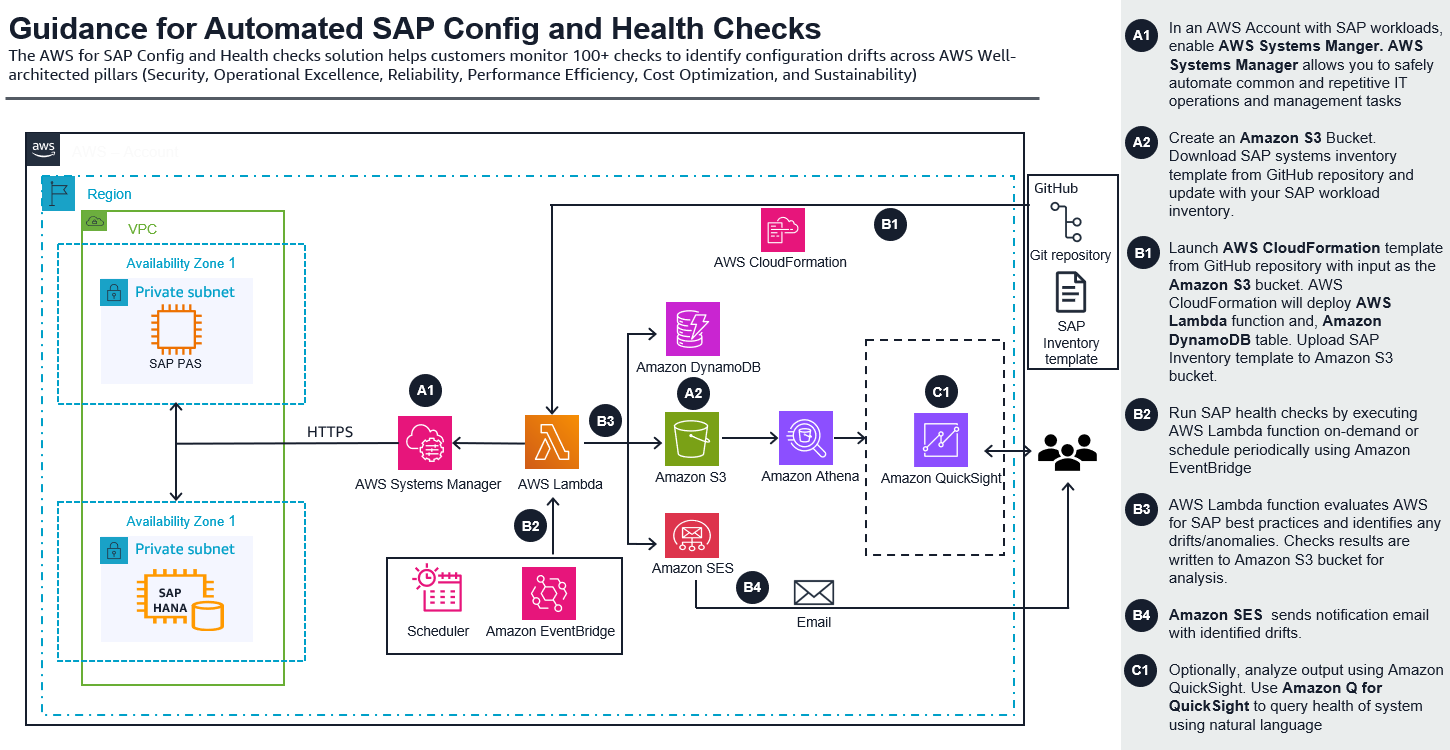 Guidance for Automated SAP Config and Health Checks
The AWS for SAP Config and Health checks solution helps customers monitor 100+ checks to identify configuration drifts across AWS Well-
architected pillars (Security, Operational Excellence, Reliability, Performance Efficiency, Cost Optimization, and Sustainability)
aws
AWS – Account
Region
VPC
Availability Zone 1
Private subnet
SAP PAS
HTTPS
Availability Zone 1
Private subnet
SAP
HANA
A1
AWS Systems Manager
AWS Lambda
B2
Scheduler
Amazon EventBridge
B3
AWS CloudFormation
B1
Amazon DynamoDB
A2
Amazon S3
Amazon Athena
C1
Amazon QuickSight
Amazon SES
B4
Email
GitHub
Git repository
SAP
Inventory
template
A1
In an AWS Account with SAP workloads,
enable AWS Systems Manger. AWS
Systems Manager allows you to safely
automate common and repetitive IT
operations and management tasks
A2
Create an Amazon S3 Bucket.
Download SAP systems inventory
template from GitHub repository and
update with your SAP workload
inventory.
B1
Launch AWS CloudFormation template
from GitHub repository with input as the
Amazon S3 bucket. AWS
CloudFormation will deploy AWS
Lambda function and, Amazon
DynamoDB table. Upload SAP
Inventory template to Amazon S3
bucket.
B2
Run SAP health checks by executing
AWS Lambda function on-demand or
schedule periodically using Amazon
EventBridge
B3
AWS Lambda function evaluates AWS
for SAP best practices and identifies any
drifts/anomalies. Checks results are
written to Amazon S3 bucket for
analysis.
B4
Amazon SES  sends notification email
with identified drifts.
C1
Optionally, analyze output using Amazon
QuickSight. Use Amazon Q for
QuickSight to query health of system
using natural language